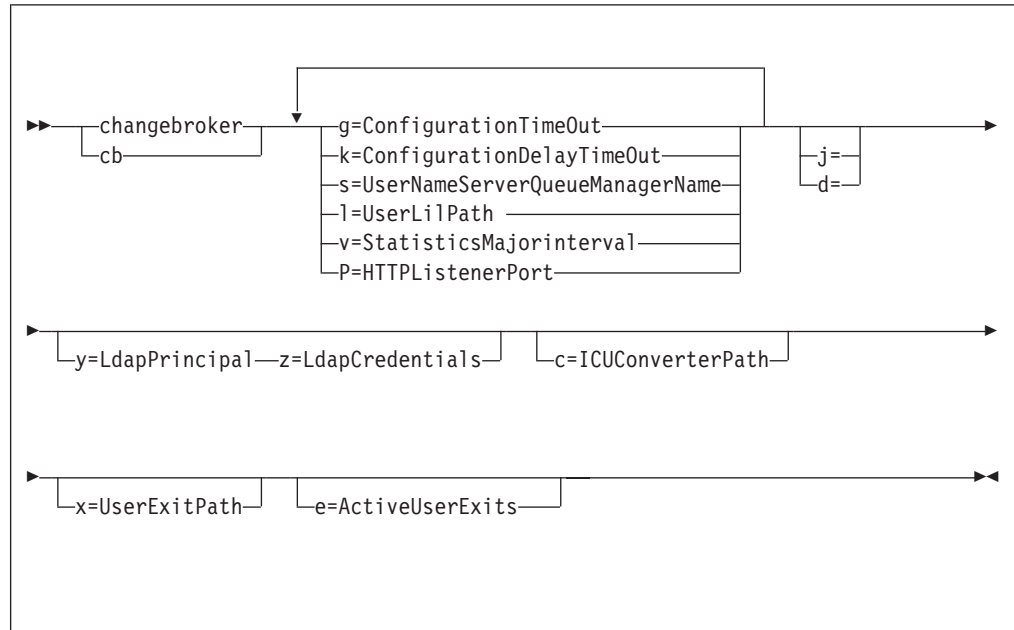 changebroker
cb
g=ConfigurationTimeOut
k=ConfigurationDelayTimeOut
s=UserNameServerQueueManagerName
l=UserLilPath
v=StatisticsMajorinterval
P=HTTPListenerPort
j=
d=
y=LdapPrincipal z=LdapCredentials
c=ICUConverterPath
x=UserExitPath
e=ActiveUserExits